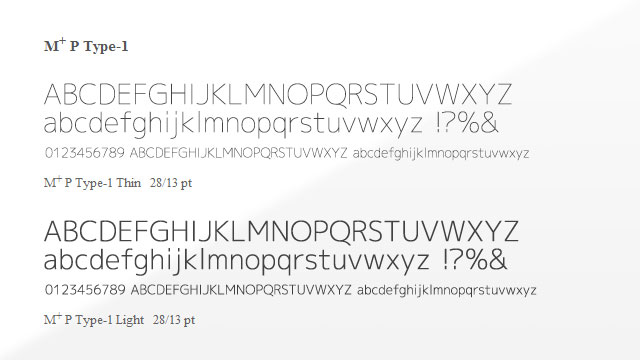 M+ P Type-1
ABCDEFGHIJKLMNOPQRSTUVWXYZ
abcdefghijklmnopqrstuvwxyz !?%&
0123456789 ABCDEFGHIJKLMNOPQRSTUVWXYZ abcdefghijklmnopqrstuvwxyz
M+ P Type-1 Thin 28/13 pt
ABCDEFGHIJKLMNOPQRSTUVWXYZ
abcdefghijklmnopqrstuvwxyz !?%&
0123456789 ABCDEFGHIJKLMNOPQRSTUVWXYZ abcdefghijklmnopqrstuvwxyz
M+ P Type-1 Light 28/13 pt